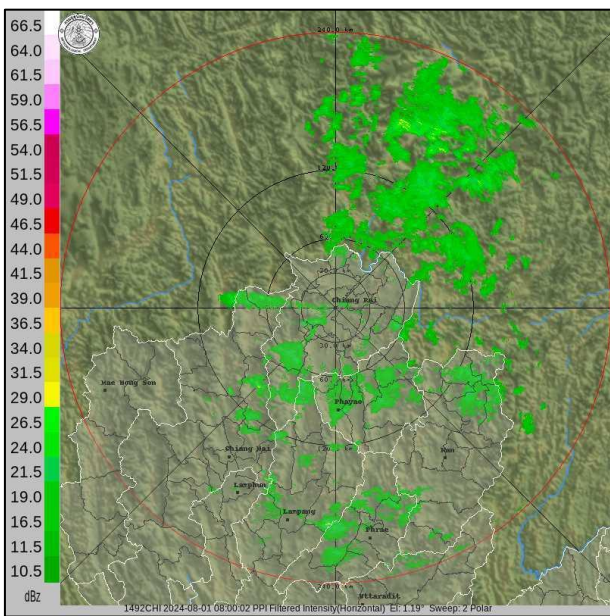 66.5
64.0
61.5
59.0
56.5
54.0
51.5
49.0
46.5
44.0
41.5
39.0
36.5
34.0
31.5
29.0
26.5
24.0
21.5
19.0
16.5
14.0
11.5
10.5
dBz
240.0 km
120.0
Chiang Rai
Mae Hong Son
Phayao
Chiang Mai
Nan
Lamphun
Lampang
Phrae
Uttaradit
1492CHI 2024-08-01 08:00:02 PPI Filtered Intensity(Horizontal) El: 1.19° Sweep: 2 Polar